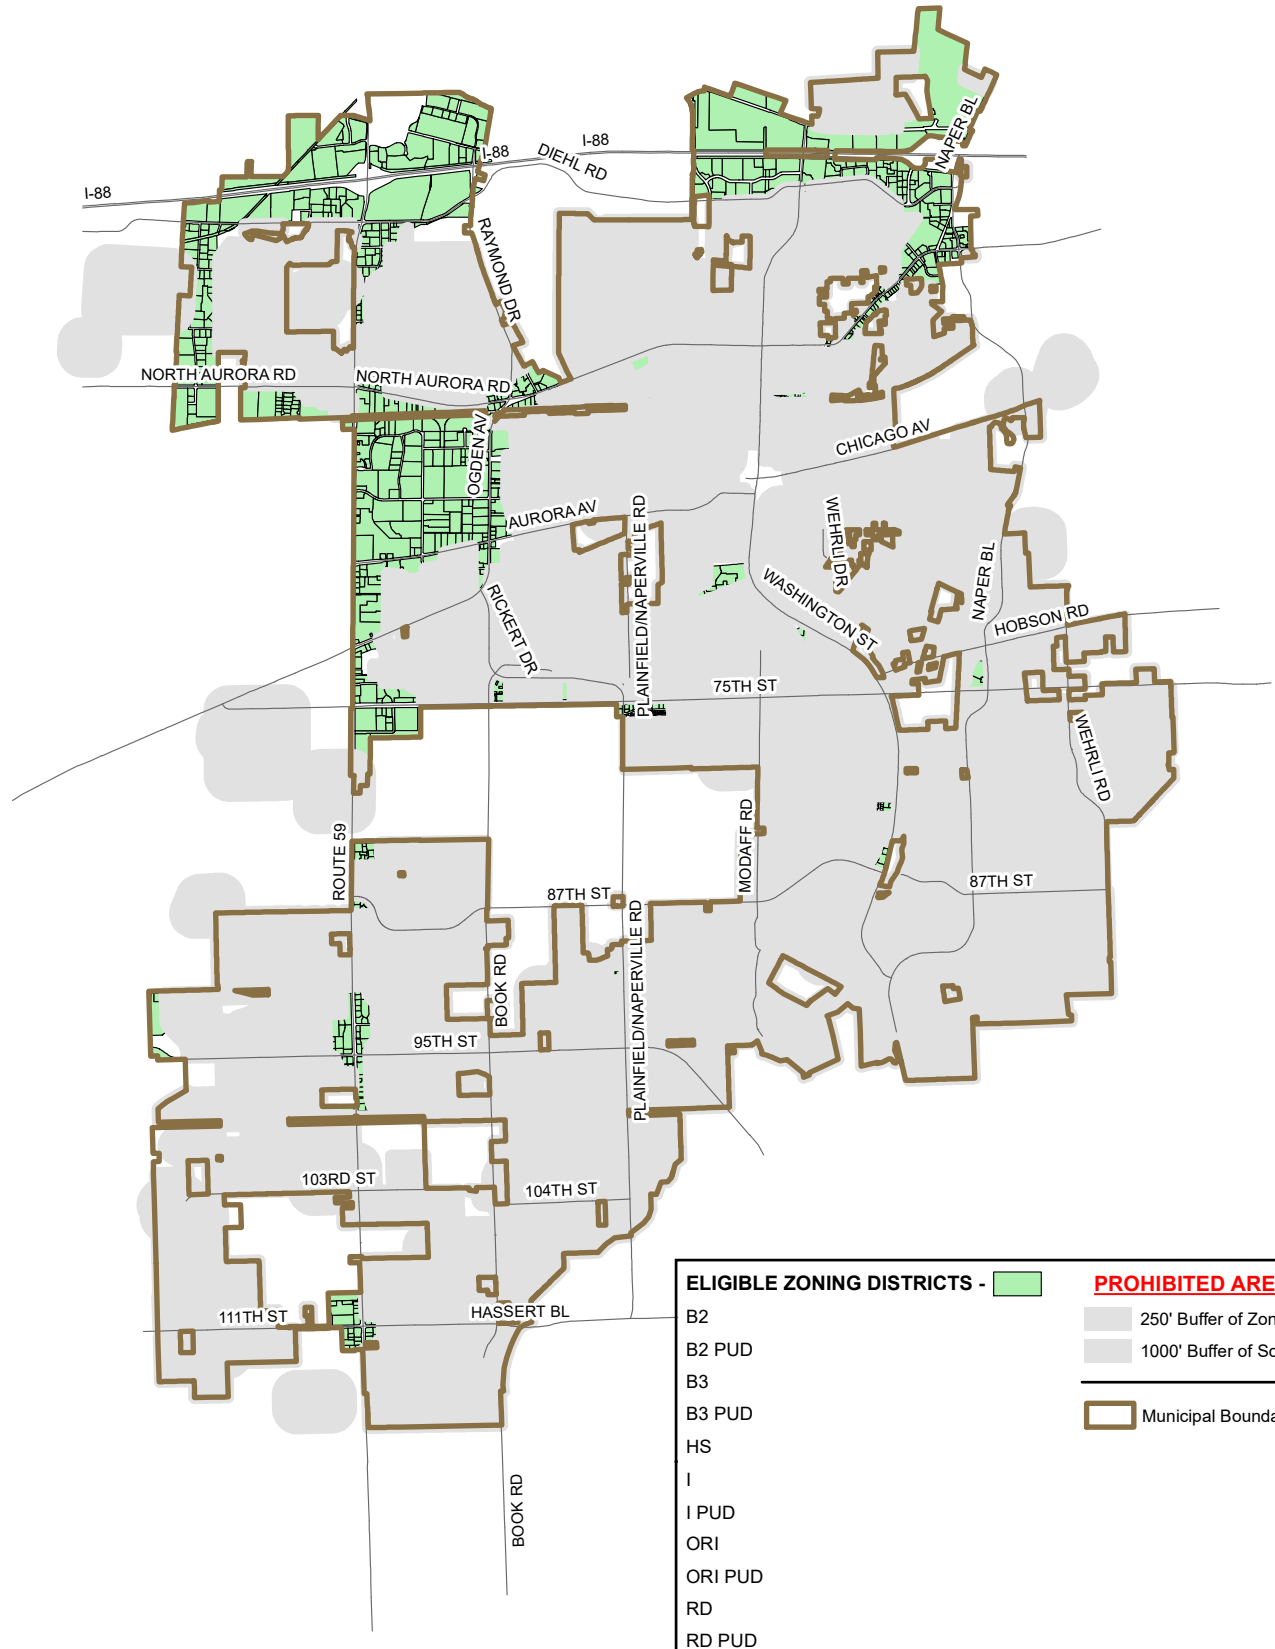 NAPER BL
I-88
I-88
DIEHL RD
I-88
RAYMOND DR
NORTH AURORA RD
NORTH AURORA RD
OGDEN AV
CHICAGO AV
AURORA AV
PLAINFIELD/NAPERVILLE RD
WEHRLI DR
WASHINGTON ST
NAPER BL
HOBSON RD
RICKERT DR
75TH ST
WEHRLI RD
ROUTE 59
MODAFF RD
87TH ST
87TH ST
BOOK RD
PLAINFIELD/NAPERVILLE RD
95TH ST
103RD ST
104TH ST
111TH ST
HASSERT BL
BOOK RD
ELIGIBLE ZONING DISTRICTS -
B2
B2 PUD
B3
B3 PUD
HS
I
I PUD
ORI
ORI PUD
RD
RD PUD
PROHIBITED ARE
250' Buffer of Zon
1000' Buffer of Sc
Municipal Bounda